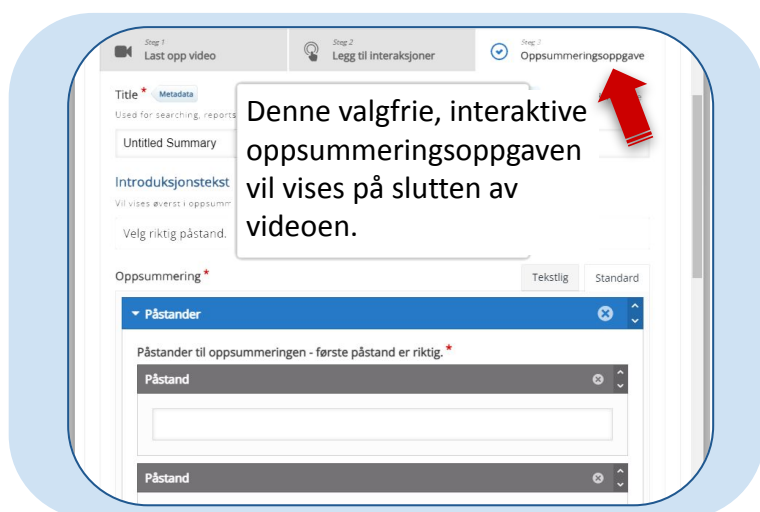 Steg 1
Last opp video
Steg 2
Legg til interaksjoner
Steg 3
Oppsummeringsoppgave
Title * Metadata
Used for searching, reports
Untitled Summary
Denne valgfrie, interaktive
oppsummeringsoppgaven
vil vises på slutten av
videoen.
Introduksjonstekst
Vil vises øverst i oppsumm
Velg riktig påstand.
Oppsummering *
Tekstlig
Standard
Påstander
Påstander til oppsummeringen - første påstand er riktig. *
Påstand
Påstand